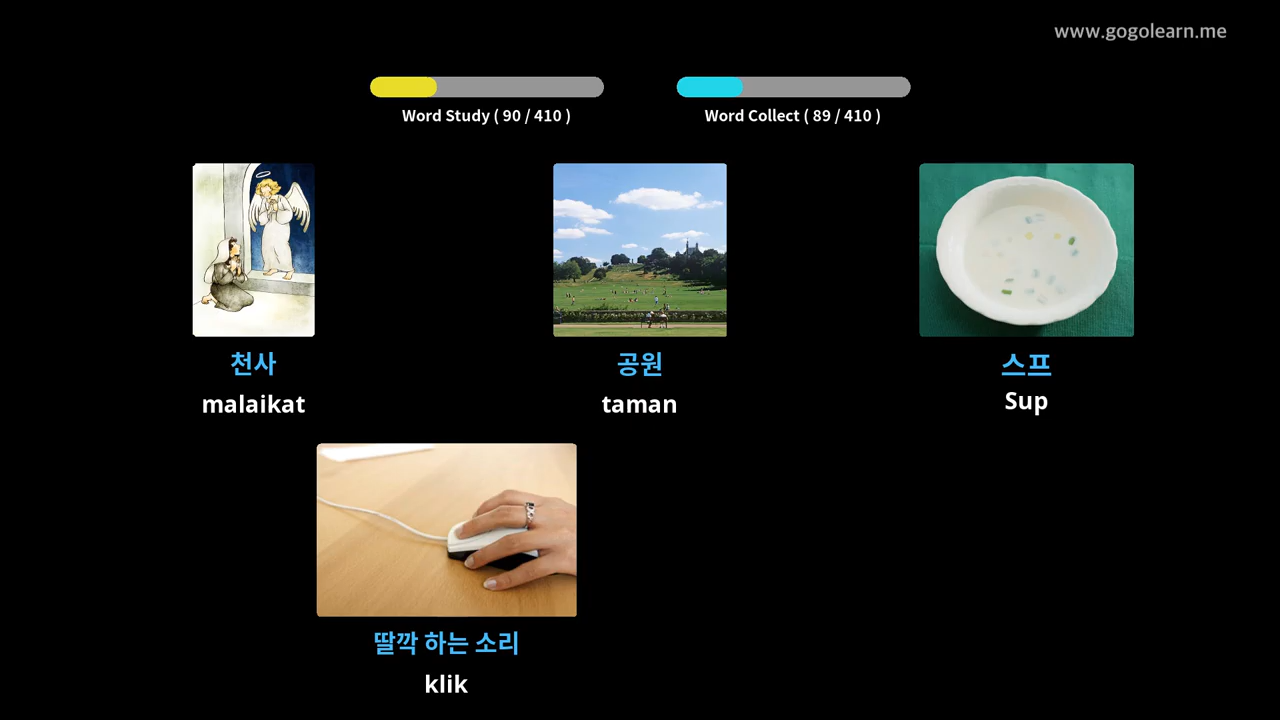 www.gogolearn.me
Word Study ( 90 / 410 )
Word Collect ( 89 / 410 )
천사
malaikat
공원
taman
스프
Sup
딸깍 하는 소리
klik